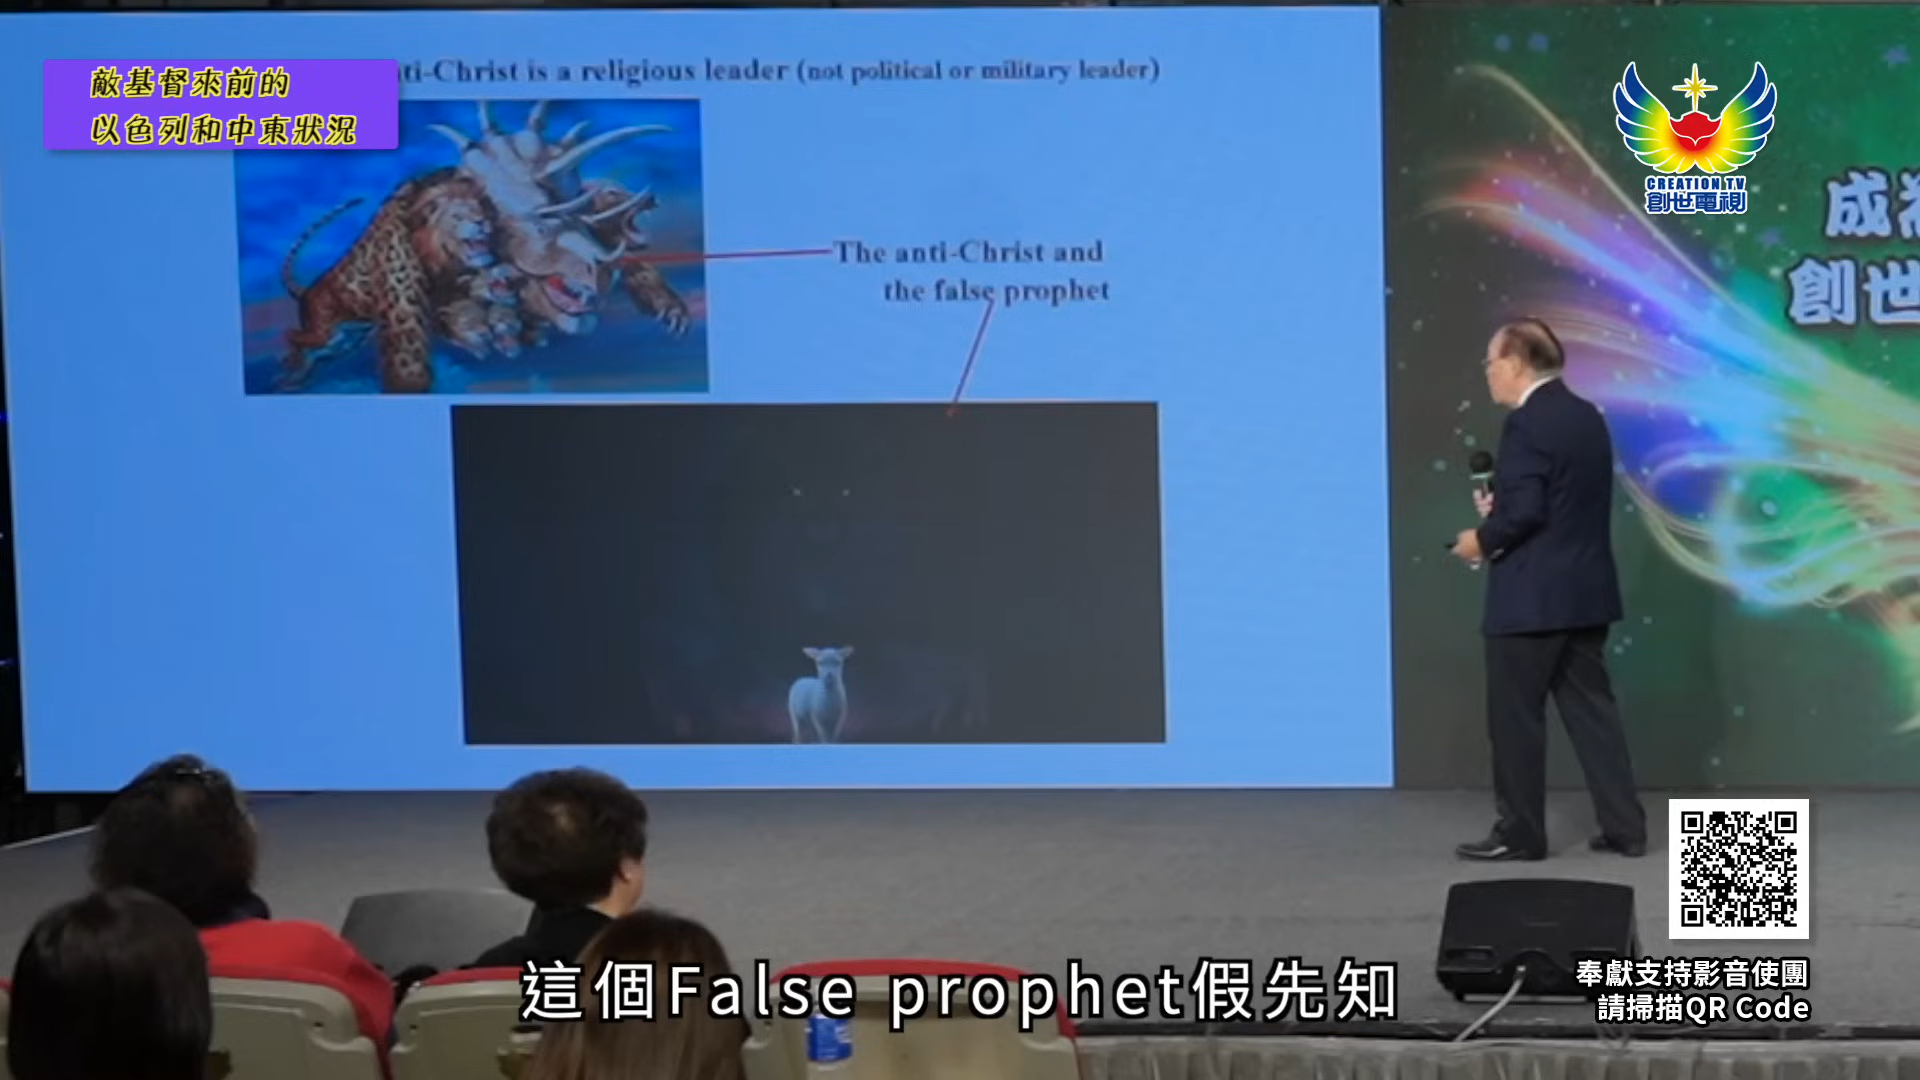 敵基督來前的
以色列和中東狀況
ti-Christ is a religious leader (not political or military leader)
The anti-Christ and
the false prophet
CREATION TV
創世電視
創世
這個False prophet假先知
奉獻支持影音使團
請掃描QR Code